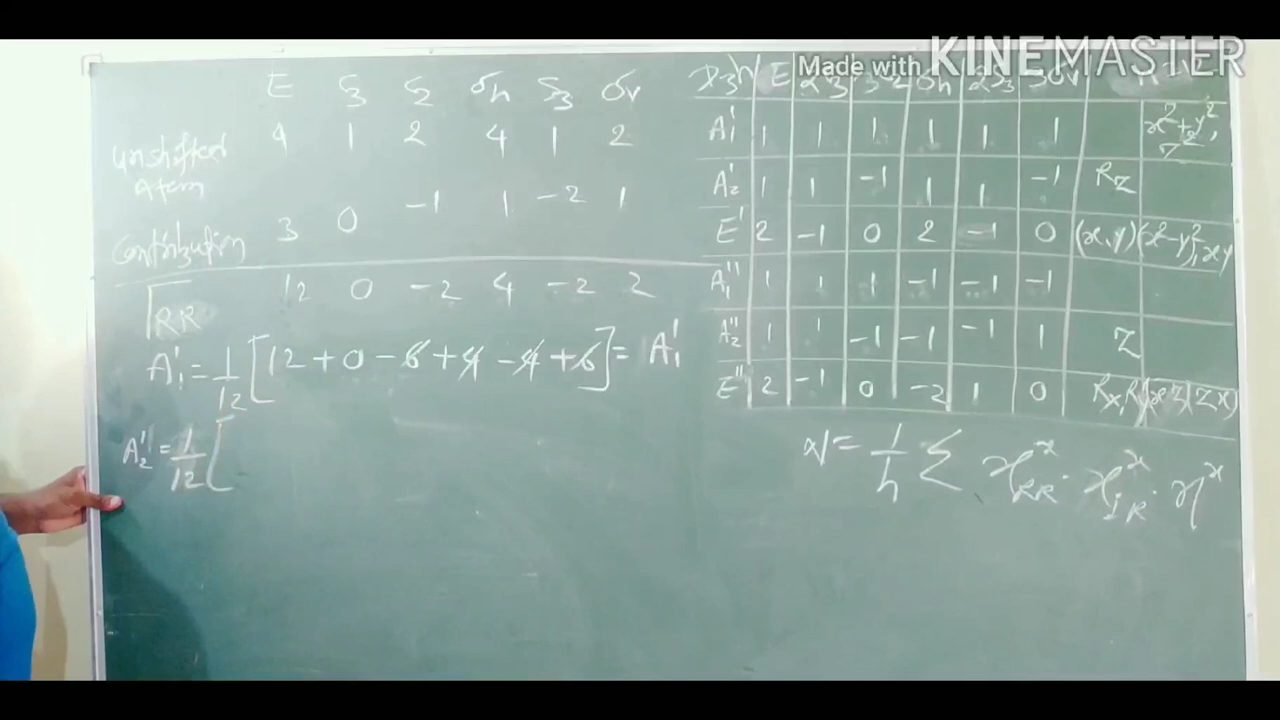 Made with KINEMASTER
E C3 C2 σh S3 σv
unshifted Atom 4 1 2 4 1 2
Contribution 3 0 -1 1 -2 1
ΓRR 12 0 -2 4 -2 2
A1' = 1/12 [12 + 0 - 6 + 4 - 4 + 6] = A1'
A2' = 1/12 [
D3h E 2C3 3C2 σh 2S3 3σv
A1' 1 1 1 1 1 1 x²+y², z²
A2' 1 1 -1 1 1 -1 Rz
E' 2 -1 0 2 -1 0 (x,y) (x²-y², xy
A1'' 1 1 1 -1 -1 -1
A2'' 1 1 -1 -1 -1 1 Z
E'' 2 -1 0 -2 1 0 Rx,R (xz)(zx)
N = 1/h Σ χ^x RR . χ^x IR . η^x